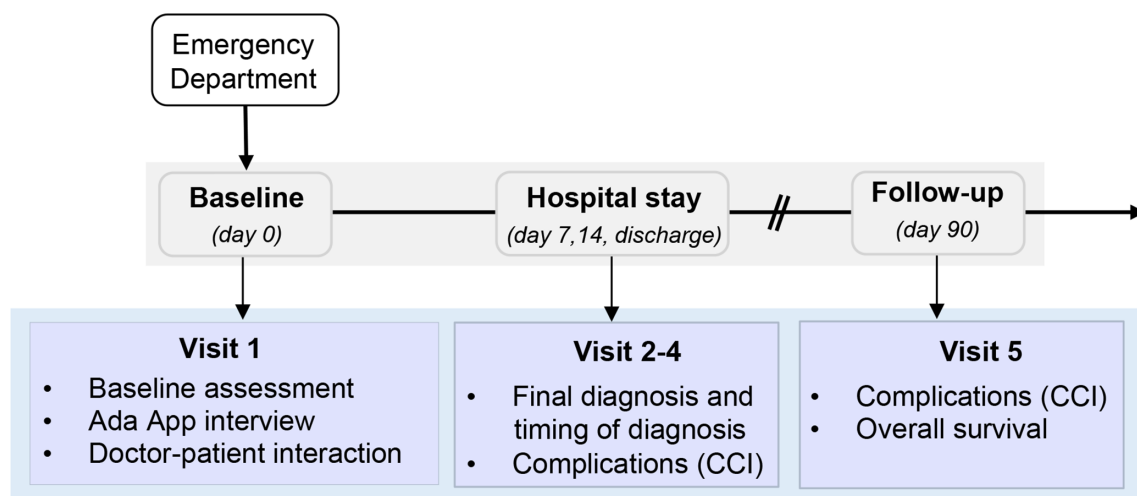 Emergency
Department
Baseline
(day 0)
Hospital stay
(day 7,14, discharge)
Follow-up
(day 90)
Visit 1
• Baseline assessment
• Ada App interview
• Doctor-patient interaction
Visit 2-4
• Final diagnosis and
timing of diagnosis
• Complications (CCI)
Visit 5
• Complications (CCI)
• Overall survival